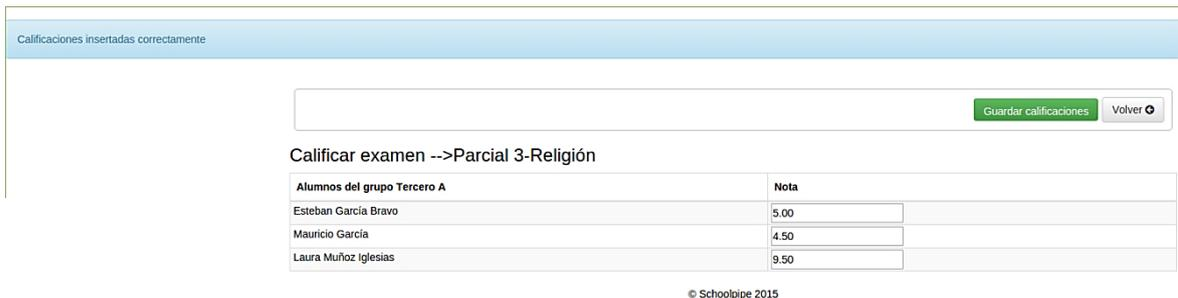 Calificaciones insertadas correctamente
Guardar calificaciones Volver
Calificar examen -->Parcial 3-Religión
Alumnos del grupo Tercero A Nota
Esteban García Bravo 5.00
Mauricio García 4.50
Laura Muñoz Iglesias 9.50
© Schoolpipe 2015